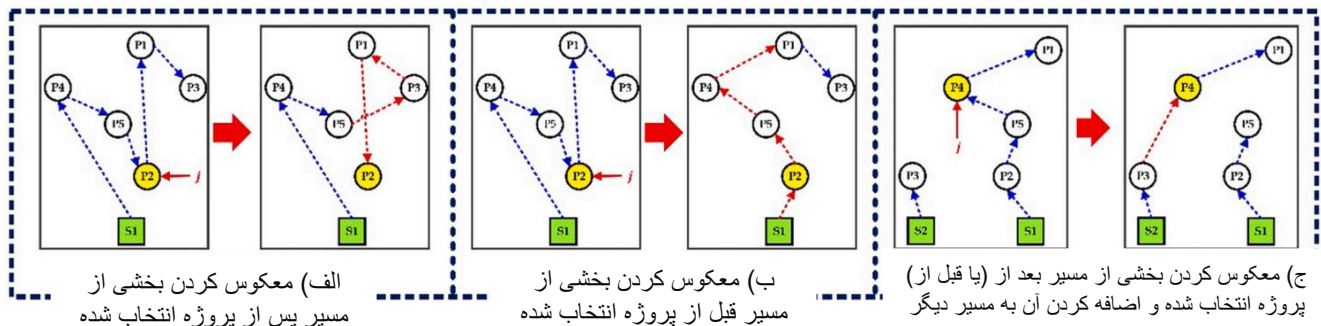 P1
P4
P3
P5
P2
j
S1
P1
P4
P3
P5
P2
S1
P1
P4
P3
P5
P2
j
S1
P1
P4
P3
P5
P2
S1
P1
P4
j
P5
P3
P2
S2
S1
P1
P4
P5
P3
P2
S2
S1
الف) معکوس کردن بخشی از
مسیر پس از پروژه انتخاب شده
ب) معکوس کردن بخشی از
مسیر قبل از پروژه انتخاب شده
ج) معکوس کردن بخشی از مسیر بعد از (یا قبل از)
پروژه انتخاب شده و اضافه کردن آن به مسیر دیگر